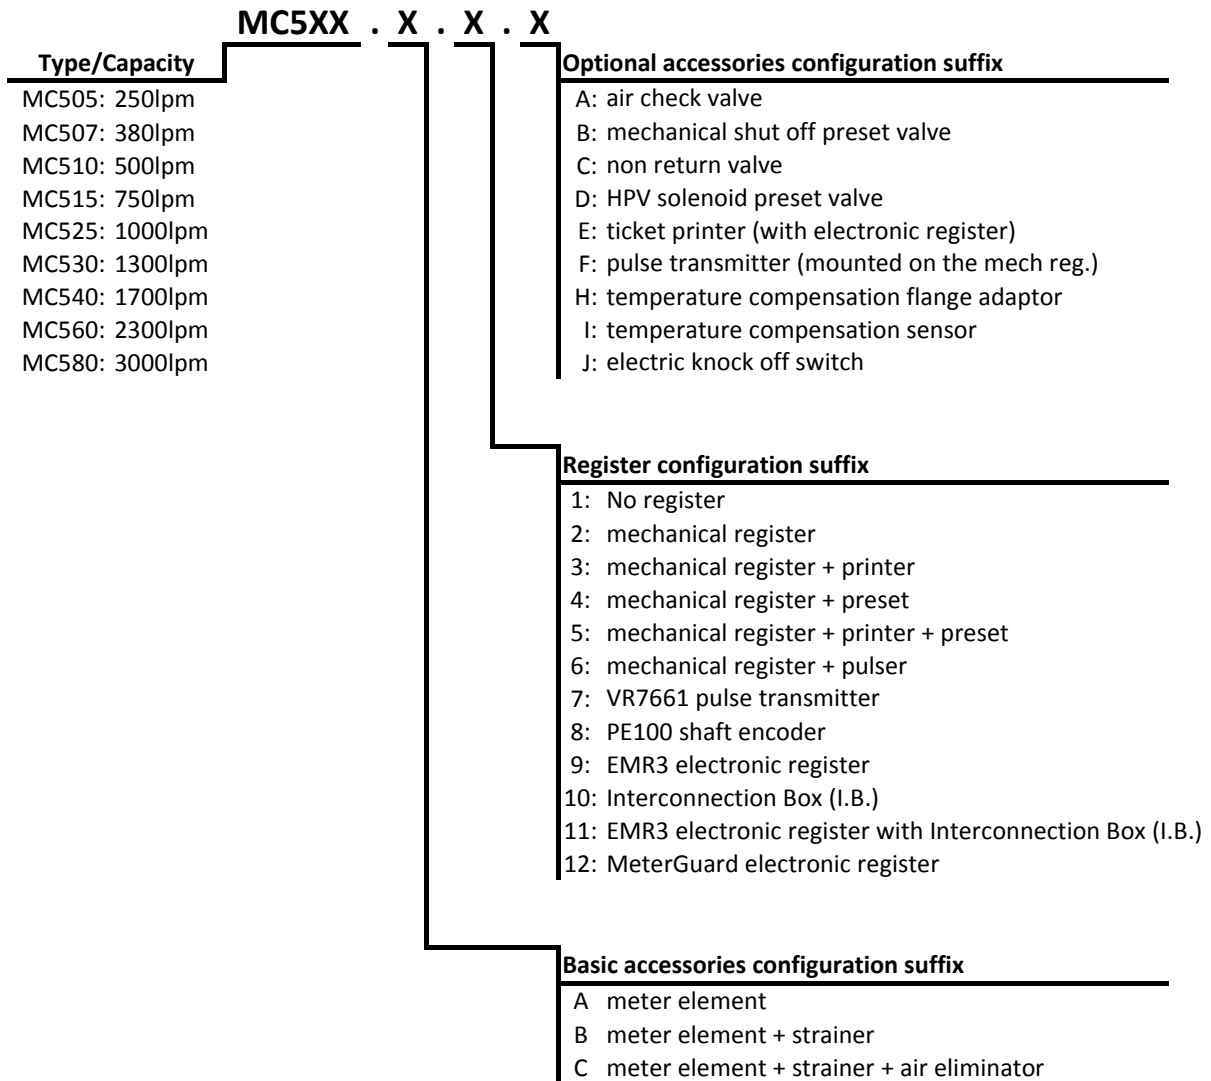 MC5XX . X . X . X
Type/Capacity
MC505: 250lpm
MC507: 380lpm
MC510: 500lpm
MC515: 750lpm
MC525: 1000lpm
MC530: 1300lpm
MC540: 1700lpm
MC560: 2300lpm
MC580: 3000lpm
Optional accessories configuration suffix
A: air check valve
B: mechanical shut off preset valve
C: non return valve
D: HPV solenoid preset valve
E: ticket printer (with electronic register)
F: pulse transmitter (mounted on the mech reg.)
H: temperature compensation flange adaptor
I: temperature compensation sensor
J: electric knock off switch
Register configuration suffix
1: No register
2: mechanical register
3: mechanical register + printer
4: mechanical register + preset
5: mechanical register + printer + preset
6: mechanical register + pulser
7: VR7661 pulse transmitter
8: PE100 shaft encoder
9: EMR3 electronic register
10: Interconnection Box (I.B.)
11: EMR3 electronic register with Interconnection Box (I.B.)
12: MeterGuard electronic register
Basic accessories configuration suffix
A meter element
B meter element + strainer
C meter element + strainer + air eliminator